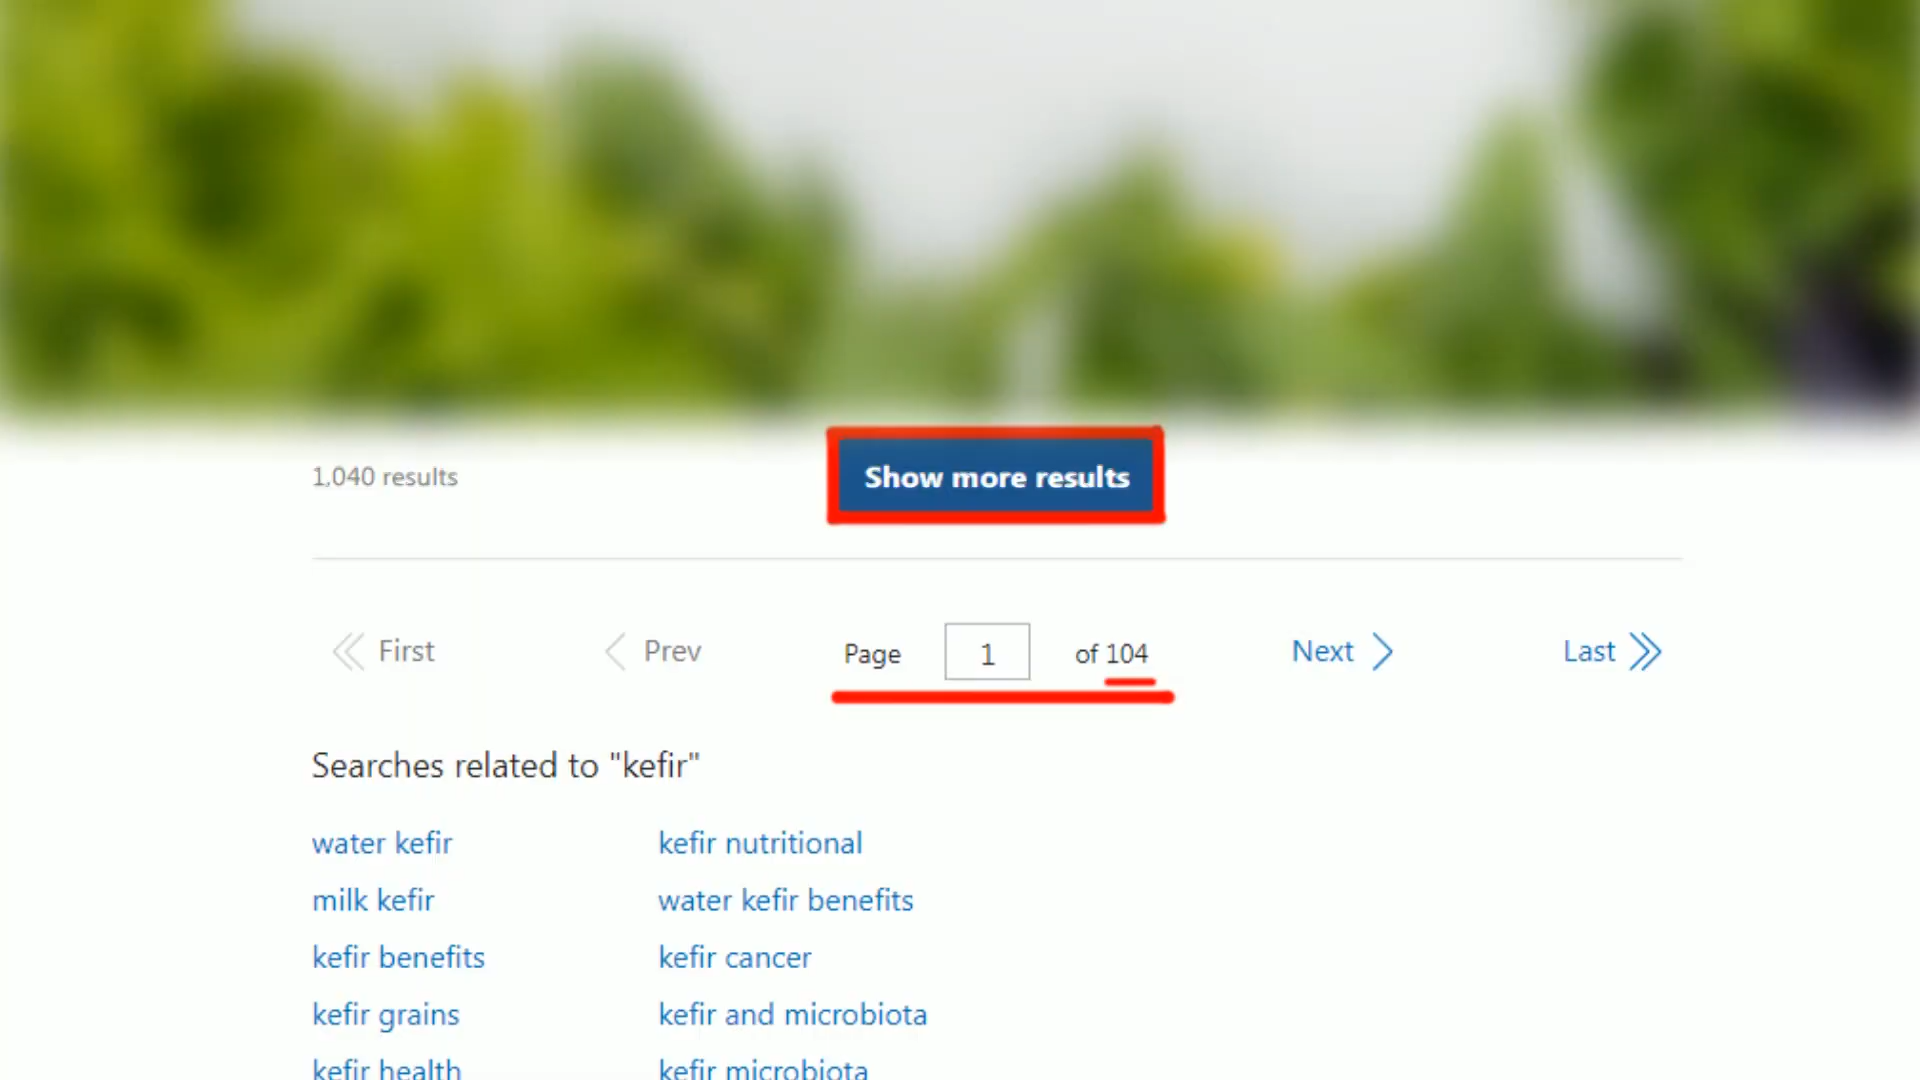 1,040 results
Show more results
First
Prev
Page 1 of 104
Next
Last
Searches related to "kefir"
water kefir
kefir nutritional
milk kefir
water kefir benefits
kefir benefits
kefir cancer
kefir grains
kefir and microbiota
kefir health
kefir microbiota